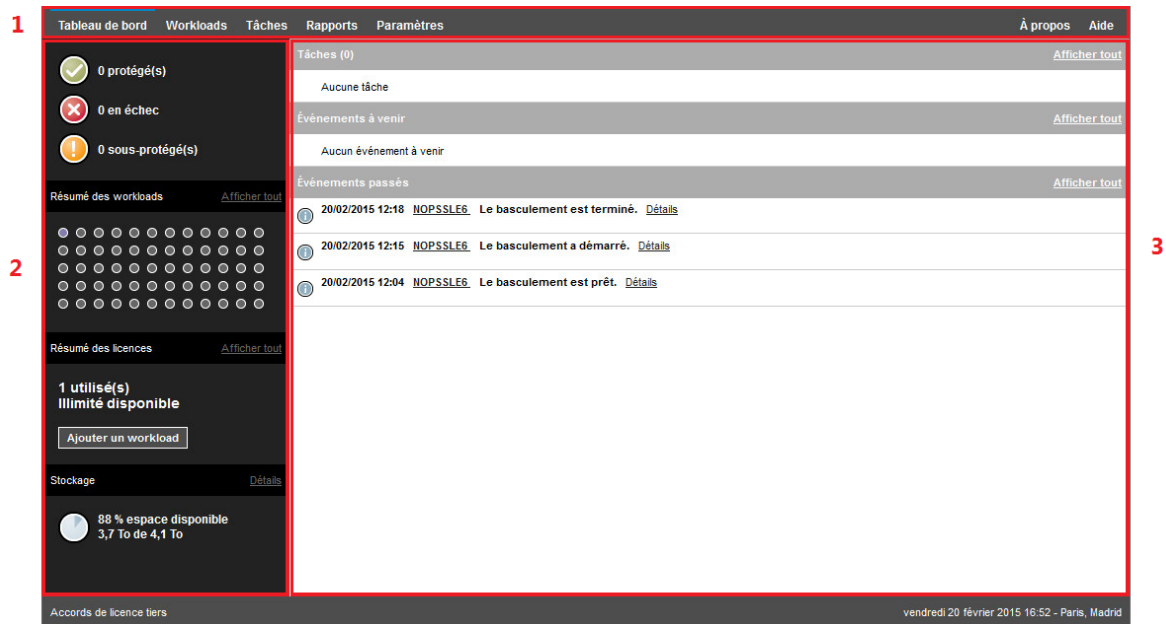 1
Tableau de bord Workloads Tâches Rapports Paramètres À propos Aide
0 protégé(s)
0 en échec
0 sous-protégé(s)
Résumé des workloads Afficher tout
2
Résumé des licences Afficher tout
1 utilisé(s)
Illimité disponible
Ajouter un workload
Stockage Détails
88 % espace disponible
3,7 To de 4,1 To
Tâches (0) Afficher tout
Aucune tâche
Événements à venir Afficher tout
Aucun événement à venir
Événements passés Afficher tout
20/02/2015 12:18 NOPSSLE6 Le basculement est terminé. Détails
20/02/2015 12:15 NOPSSLE6 Le basculement a démarré. Détails
20/02/2015 12:04 NOPSSLE6 Le basculement est prêt. Détails
3
Accords de licence tiers vendredi 20 février 2015 16:52 - Paris, Madrid